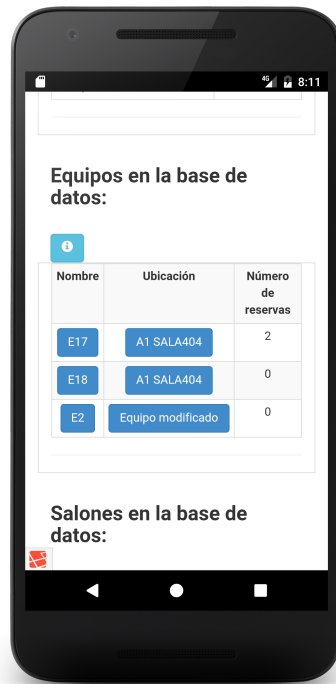 4G
8:11
Equipos en la base de
datos:
Nombre Ubicación Número
de
reservas
E17 A1 SALA404 2
E18 A1 SALA404 0
E2 Equipo modificado 0
Salones en la base de
datos: